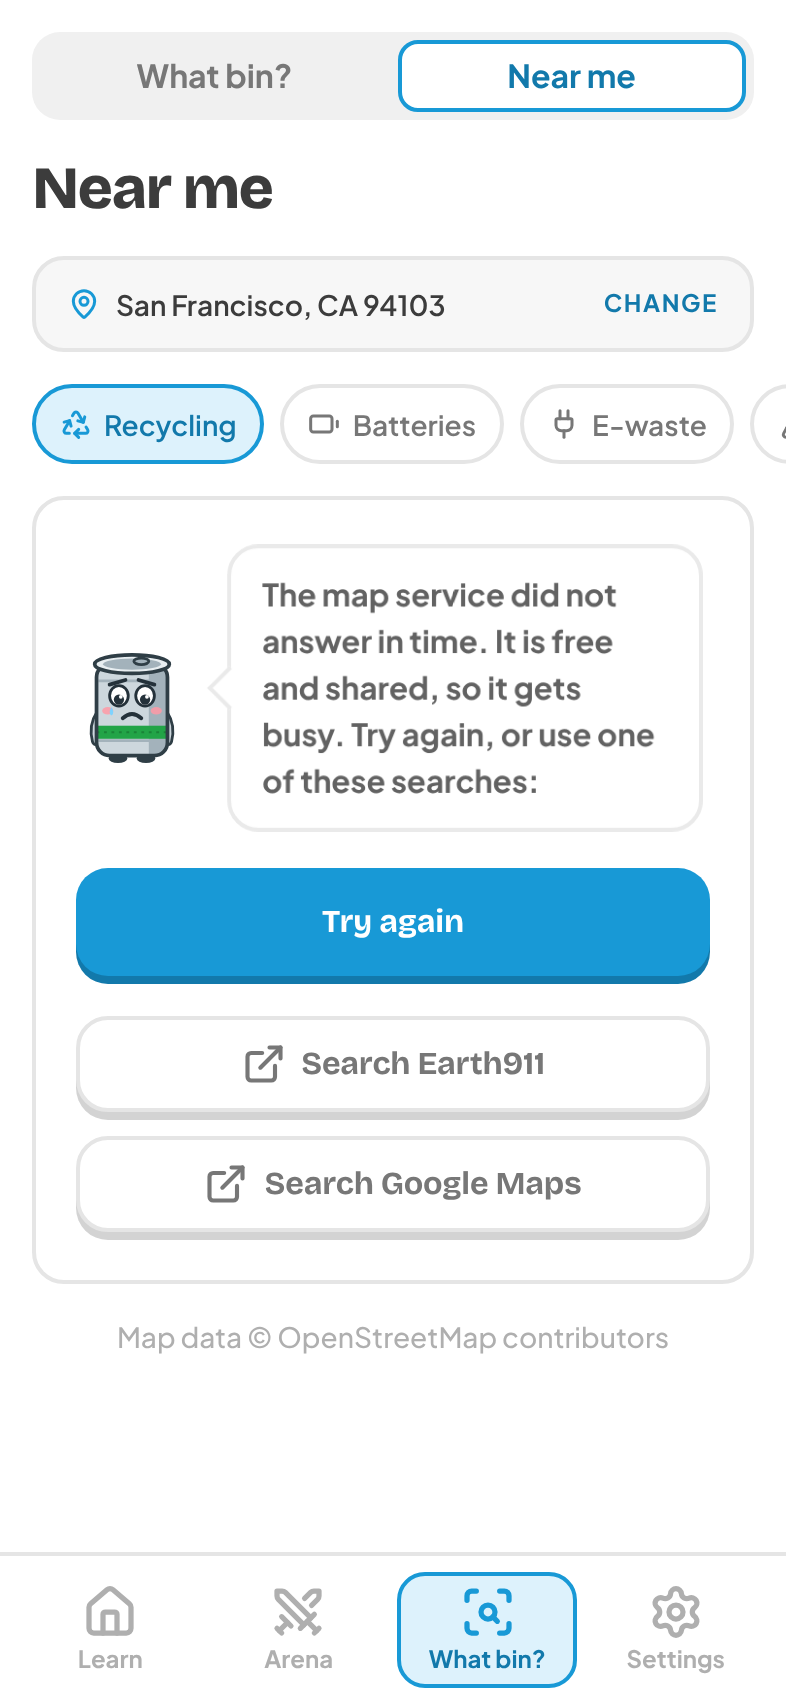 What bin?
Near me
Near me
San Francisco, CA 94103
CHANGE
Recycling
Batteries
E-waste
The map service did not
answer in time. It is free
and shared, so it gets
busy. Try again, or use one
of these searches:
Try again
Search Earth911
Search Google Maps
Map data © OpenStreetMap contributors
Learn
Arena
What bin?
Settings